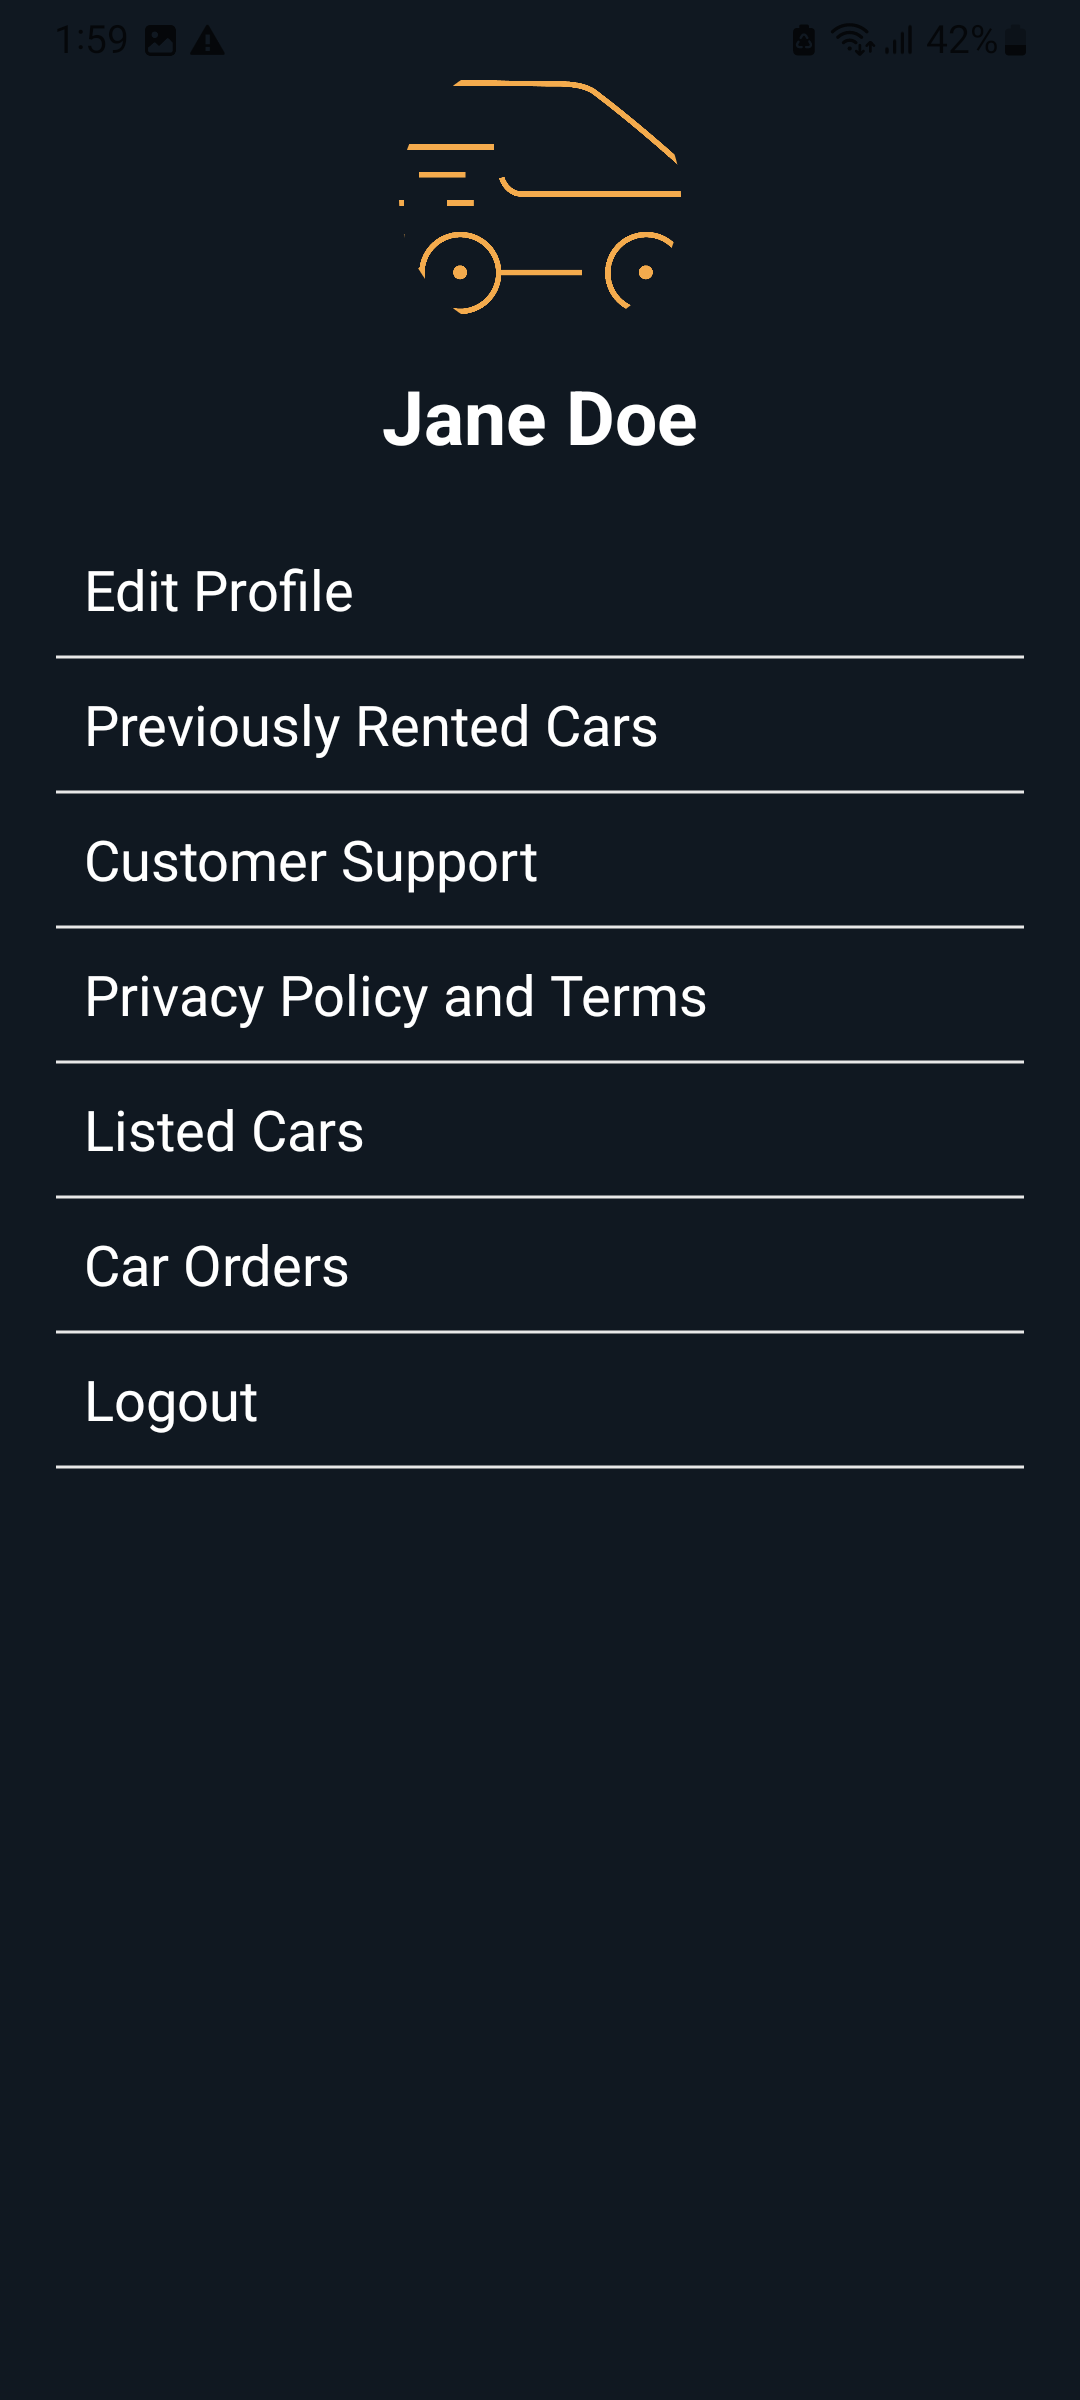 1:59 42%
Jane Doe
Edit Profile
Previously Rented Cars
Customer Support
Privacy Policy and Terms
Listed Cars
Car Orders
Logout